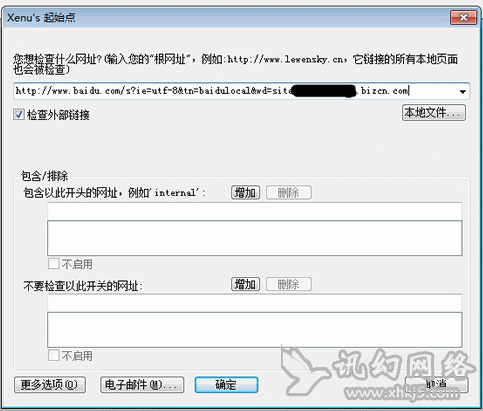 Xenu's 起始点
您想检查什么网址?(输入您的"根网址", 例如:http://www.lewensky.cn, 它链接的所有本地页面
也会被检查)
http://www.baidu.com/s?ie=utf-8&tn=baidulocal&wd=site .bizcn.com
检查外部链接
本地文件...
包含/排除
包含以此开头的网址, 例如'internal':
增加
删除
不启用
不要检查以此开关的网址:
增加
删除
不启用
更多选项(O)
电子邮件(M)...
确定
取消
讯幻网络
www.xhkj5.com